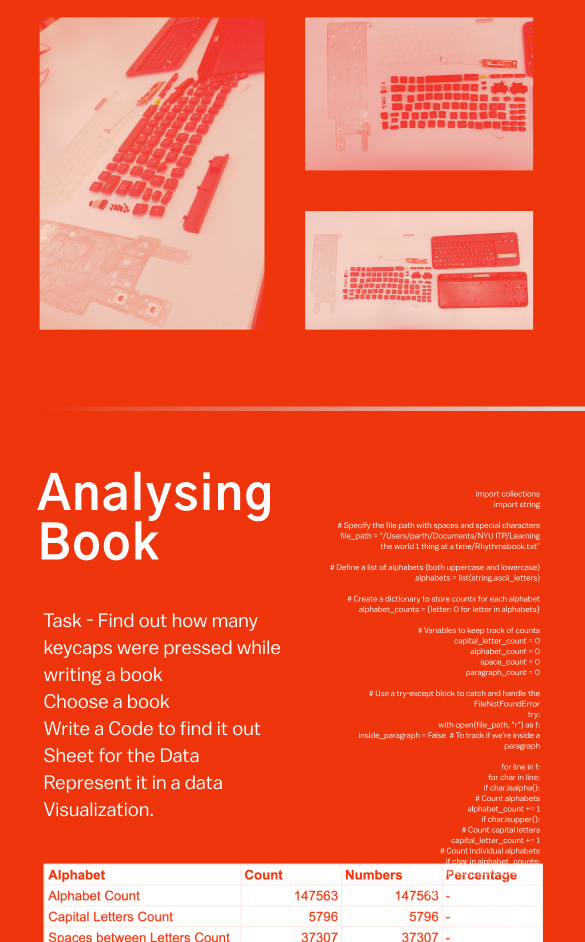 Analysing
Book
Task - Find out how many
keycaps were pressed while
writing a book
Choose a book
Write a Code to find it out
Sheet for the Data
Represent it in a data
Visualization.
import collections
import string
# Specify the file path with spaces and special characters
file_path = "/Users/parth/Documents/NYU ITP/Learning
the world 1 thing at a time/Rhythmsbook.txt"
# Define a list of alphabets (both uppercase and lowercase)
alphabets = list(string.ascii_letters)
# Create a dictionary to store counts for each alphabet
alphabet_counts = {letter: 0 for letter in alphabets}
# Variables to keep track of counts
capital_letter_count = 0
alphabet_count = 0
space_count = 0
paragraph_count = 0
# Use a try-except block to catch and handle the
FileNotFoundError
try:
with open(file_path, "r") as f:
inside_paragraph = False # To track if we're inside a
paragraph
for line in f:
for char in line:
if char.isalpha():
# Count alphabets
alphabet_count += 1
if char.isupper():
# Count capital letters
capital_letter_count += 1
# Count individual alphabets
if char in alphabet_counts:
Alphabet Count Numbers Percentage
Alphabet Count 147563 147563 -
Capital Letters Count 5796 5796 -
Spaces between Letters Count 37307 37307 -